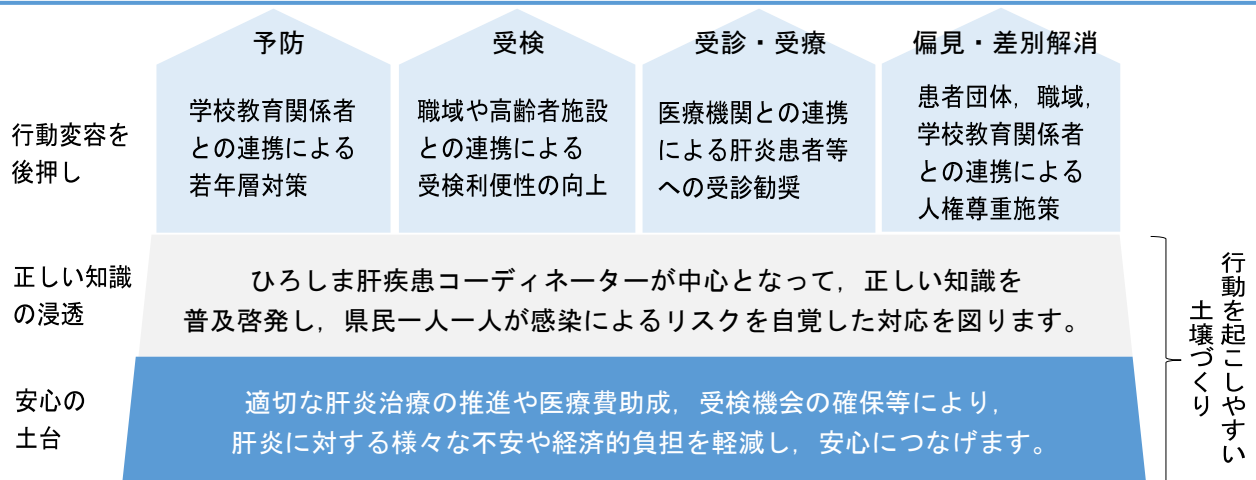 予防
学校教育関係者
との連携による
若年層対策
受検
職域や高齢者施設
との連携による
受検利便性の向上
受診・受療
医療機関との連携
による肝炎患者等
への受診勧奨
偏見・差別解消
患者団体，職域，
学校教育関係者
との連携による
人権尊重施策
行動変容を
後押し
正しい知識
の浸透
ひろしま肝疾患コーディネーターが中心となって，正しい知識を
普及啓発し，県民一人一人が感染によるリスクを自覚した対応を図ります。
安心の
土台
適切な肝炎治療の推進や医療費助成，受検機会の確保等により，
肝炎に対する様々な不安や経済的負担を軽減し，安心につなげます。
行動を起こしやすい
土壌づくり